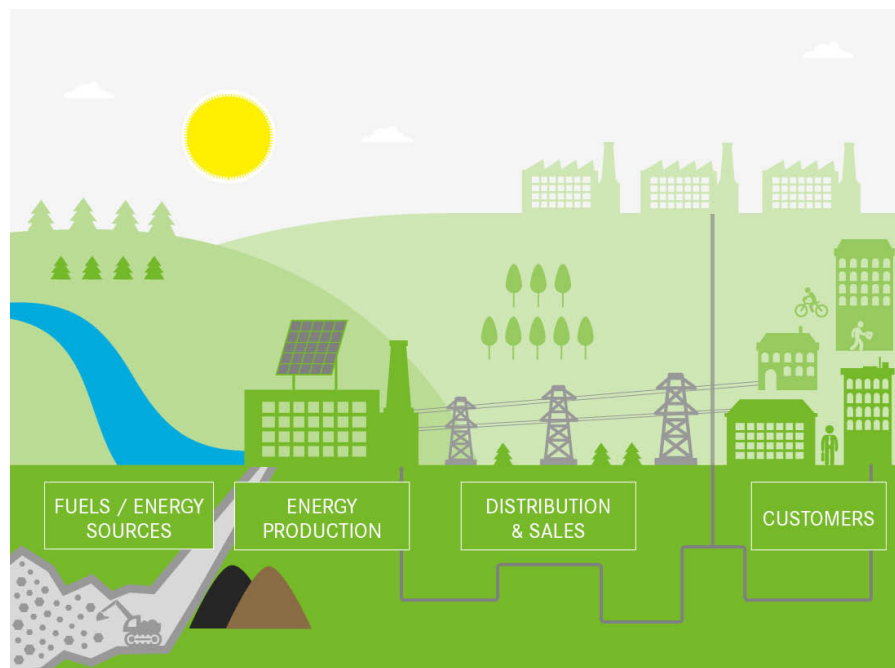 FUELS / ENERGY
SOURCES
ENERGY
PRODUCTION
DISTRIBUTION
& SALES
CUSTOMERS